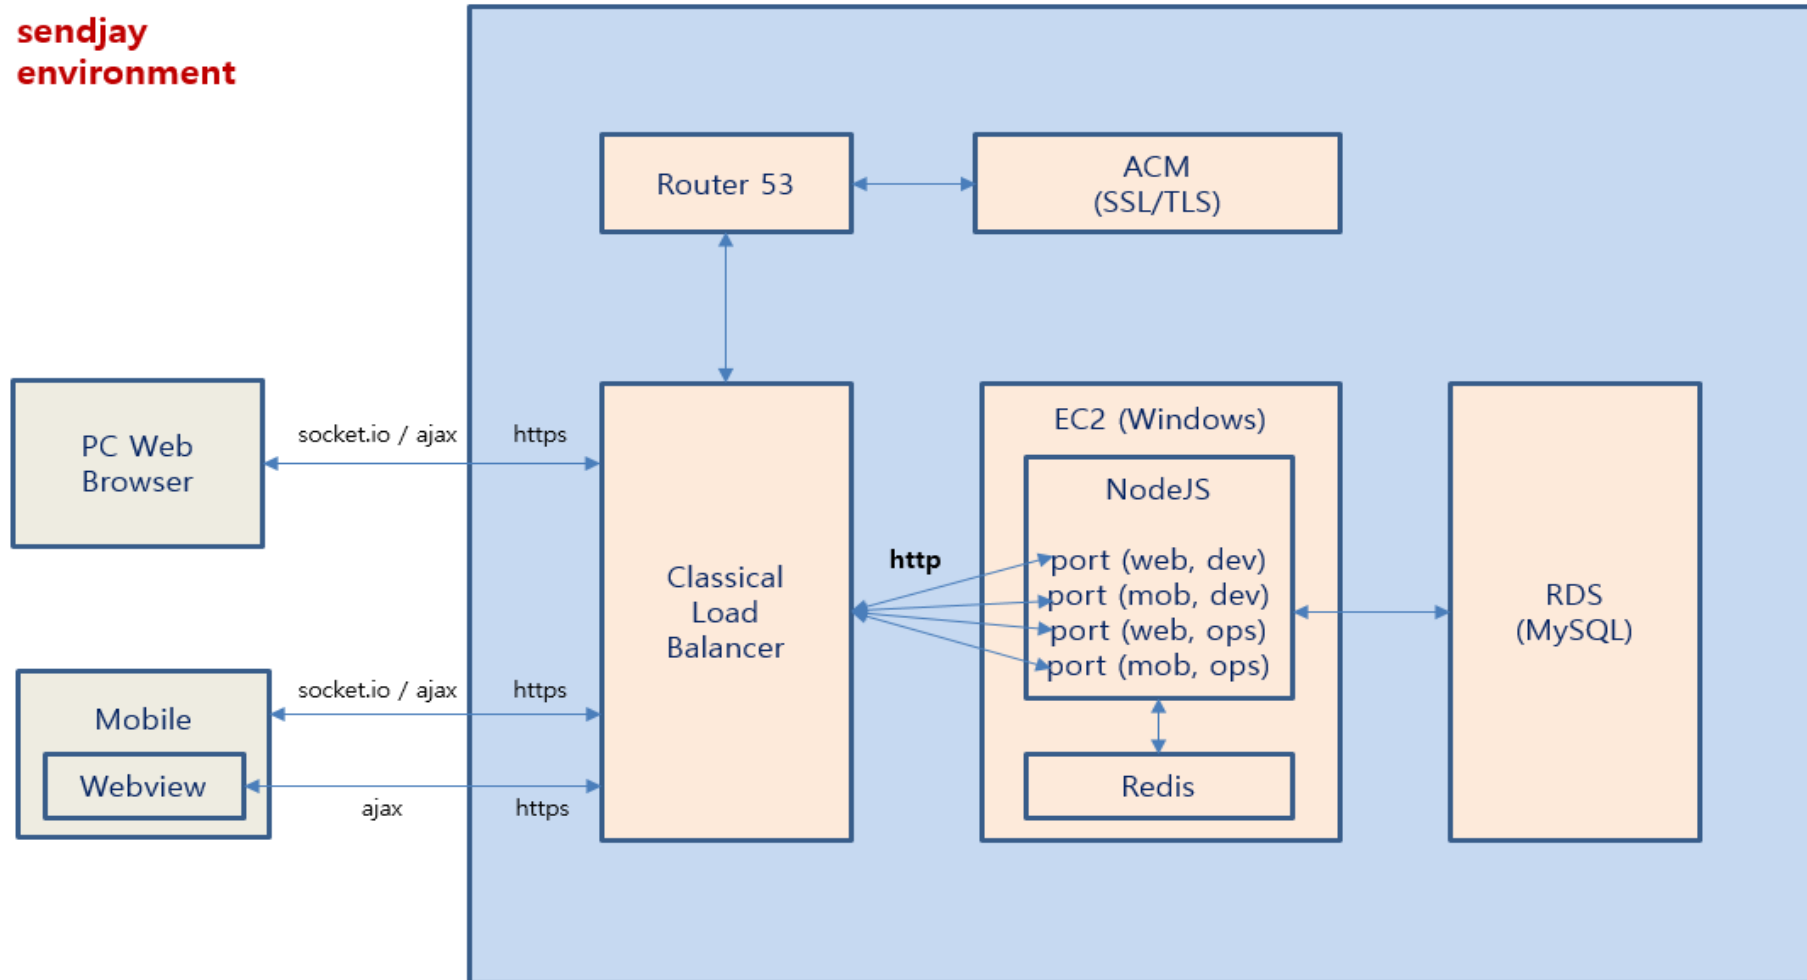 sendjay
environment
Router 53
ACM
(SSL/TLS)
PC Web
Browser
socket.io / ajax
https
Mobile
Webview
socket.io / ajax
https
ajax
https
Classical
Load
Balancer
http
EC2 (Windows)
NodeJS
port (web, dev)
port (mob, dev)
port (web, ops)
port (mob, ops)
Redis
RDS
(MySQL)